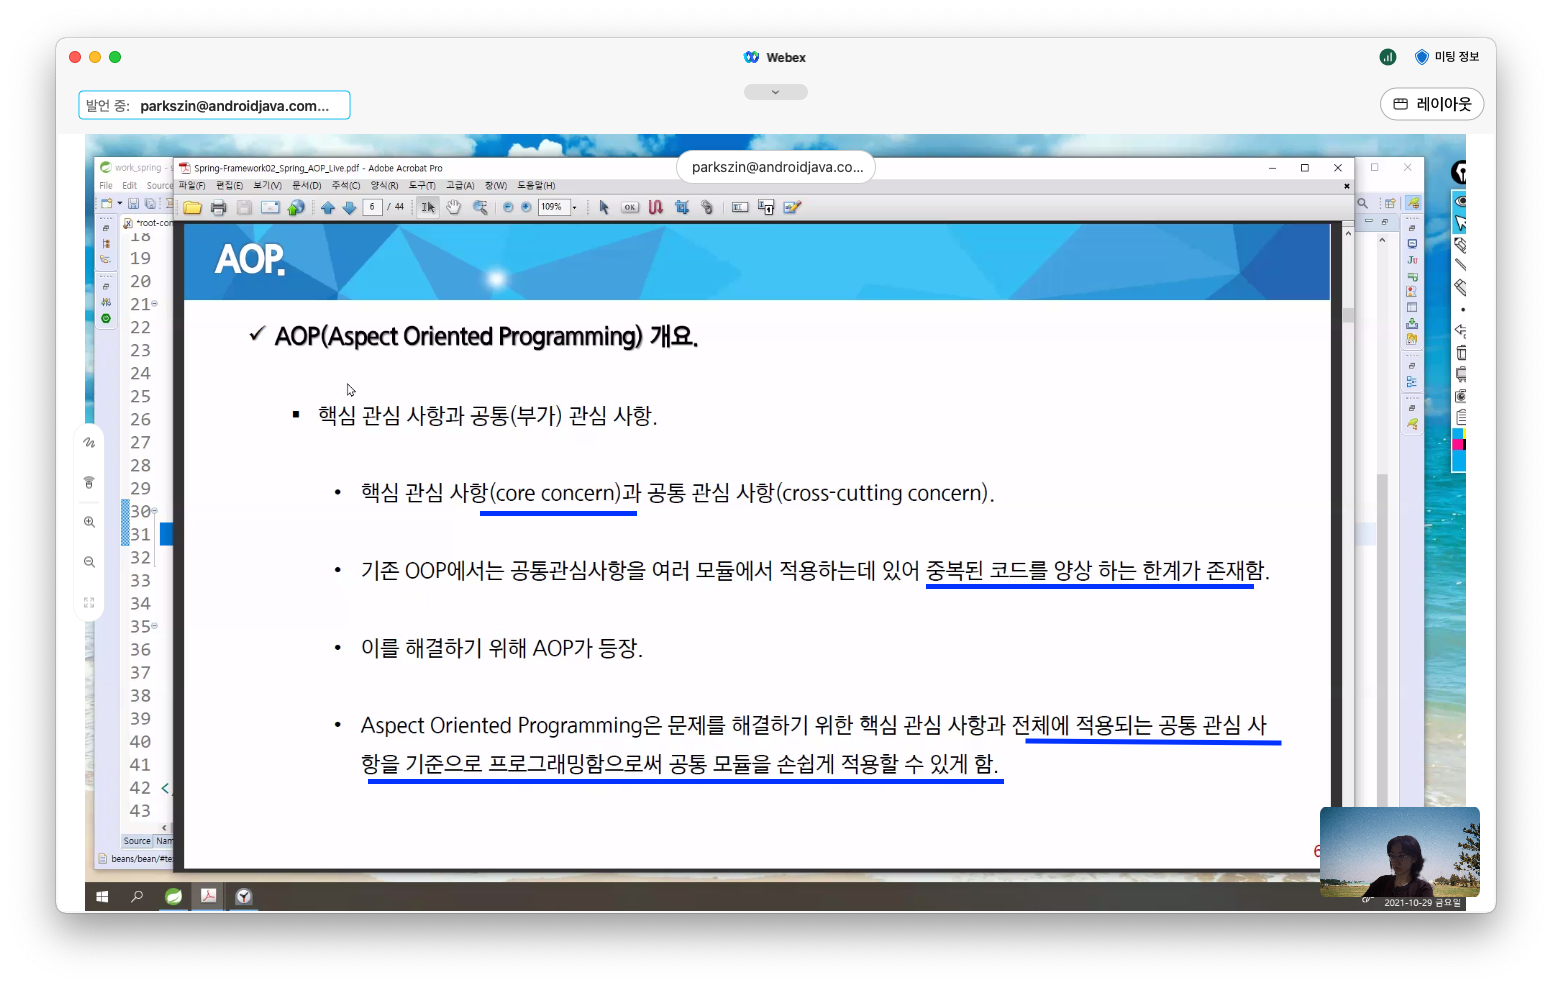 Webex
미팅 정보
발언 중: parkszin@androidjava.com...
레이아웃
work_spring - s
Spring-Framework02_Spring_AOP_Live.pdf - Adobe Acrobat Pro
parkszin@androidjava.co...
File Edit Source
파일(F) 편집(E) 보기(V) 문서(D) 주석(C) 양식(R) 도구(T) 고급(A) 창(W) 도움말(H)
6 / 44
109%
*root-con
18
19
20
21
22
23
24
25
26
27
28
29
30
31
32
33
34
35
36
37
38
39
40
41
42 <
43
AOP.
✓ AOP(Aspect Oriented Programming) 개요.
▪ 핵심 관심 사항과 공통(부가) 관심 사항.
• 핵심 관심 사항(core concern)과 공통 관심 사항(cross-cutting concern).
• 기존 OOP에서는 공통관심사항을 여러 모듈에서 적용하는데 있어 중복된 코드를 양상 하는 한계가 존재함.
• 이를 해결하기 위해 AOP가 등장.
• Aspect Oriented Programming은 문제를 해결하기 위한 핵심 관심 사항과 전체에 적용되는 공통 관심 사
항을 기준으로 프로그래밍함으로써 공통 모듈을 손쉽게 적용할 수 있게 함.
6
Source Nam
beans/bean/#te
2021-10-29 금요일